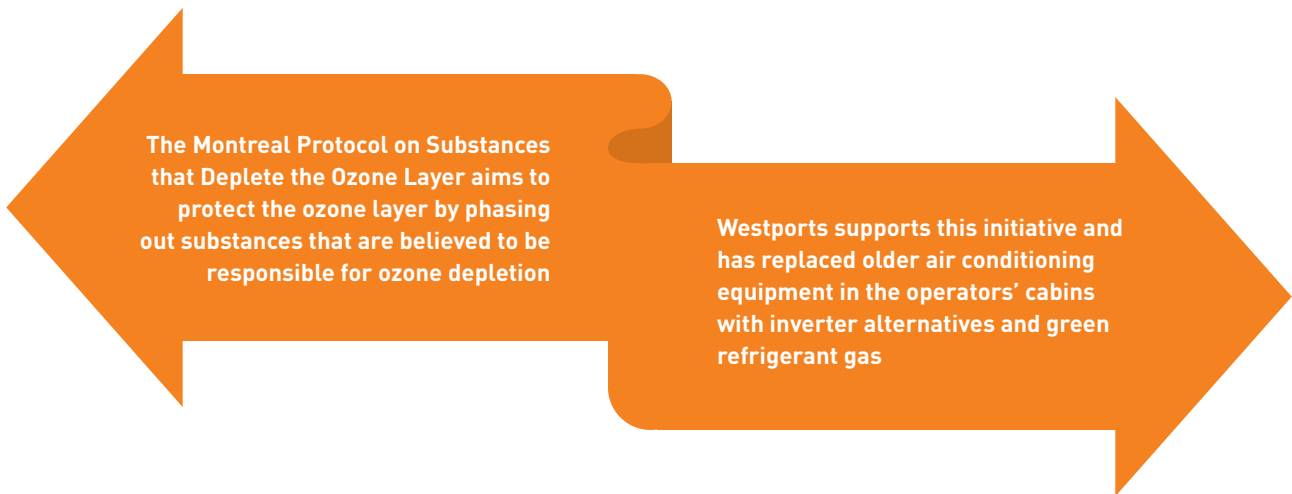 The Montreal Protocol on Substances
that Deplete the Ozone Layer aims to
protect the ozone layer by phasing
out substances that are believed to be
responsible for ozone depletion
Westports supports this initiative and
has replaced older air conditioning
equipment in the operators’ cabins
with inverter alternatives and green
refrigerant gas